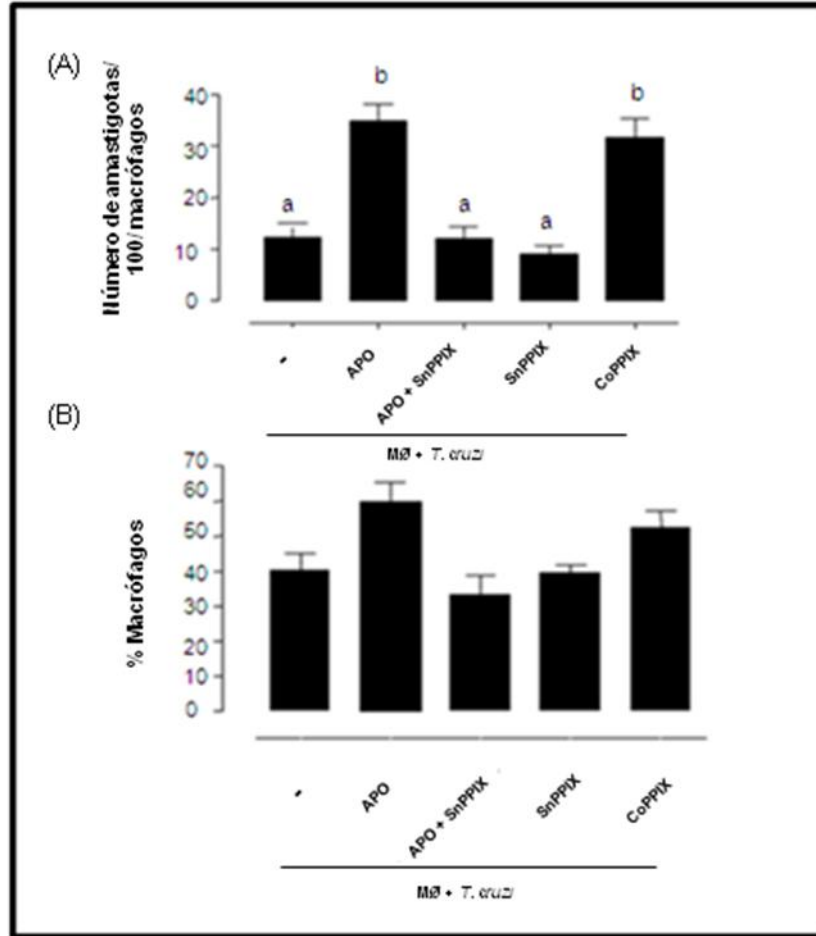 (A)
Número de amastigotas/
100/ macrófagos
40
30
20
10
0
a
b
a
a
b
-
APO
APO + SnPPIX
SnPPIX
CoPPIX
MØ + T. cruzi
(B)
% Macrófagos
70
60
50
40
30
20
10
0
-
APO
APO + SnPPIX
SnPPIX
CoPPIX
MØ + T. cruzi